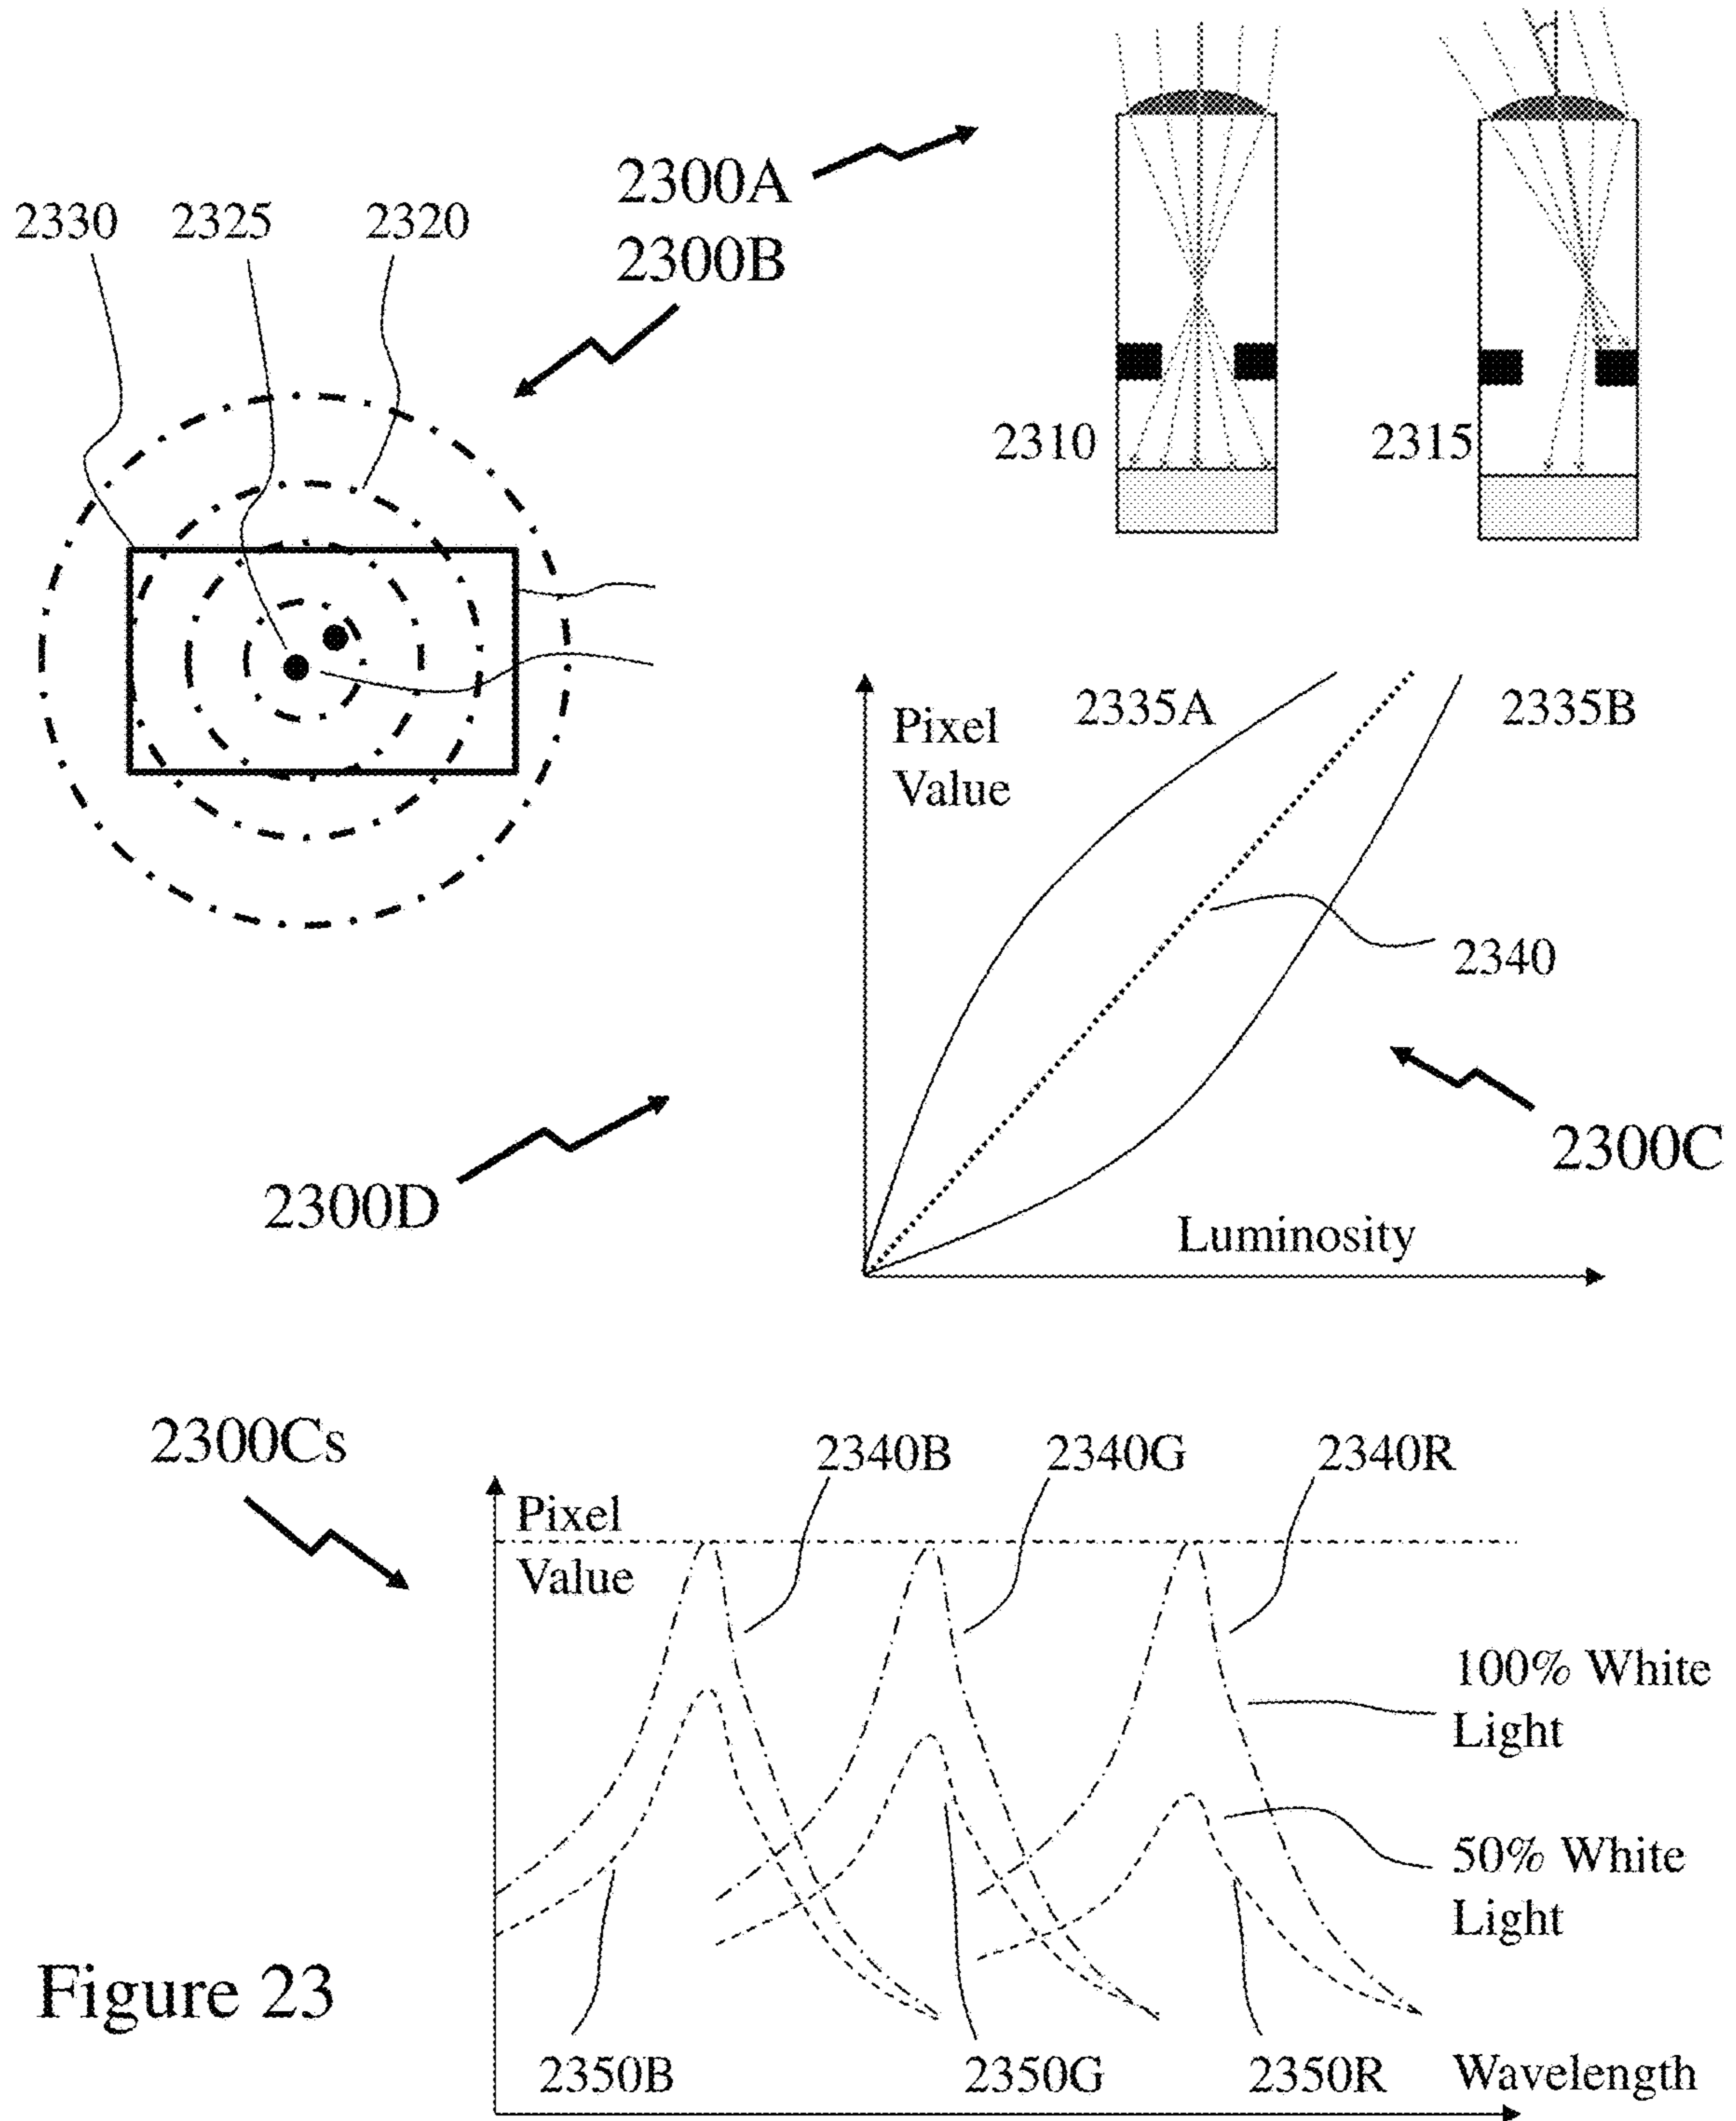 2300A
2300B
2330
2325
2320
2310
2315
Pixel
Value
2335A
2335B
2340
2300C
2300D
Luminosity
2300Cs
2340B
2340G
2340R
Pixel
Value
100% White
Light
50% White
Light
Figure 23
2350B
2350G
2350R
Wavelength